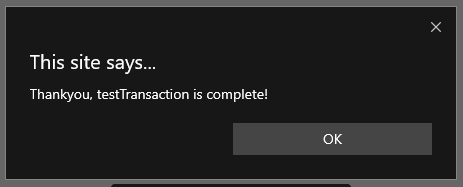 This site says...
Thankyou, testTransaction is complete!
OK